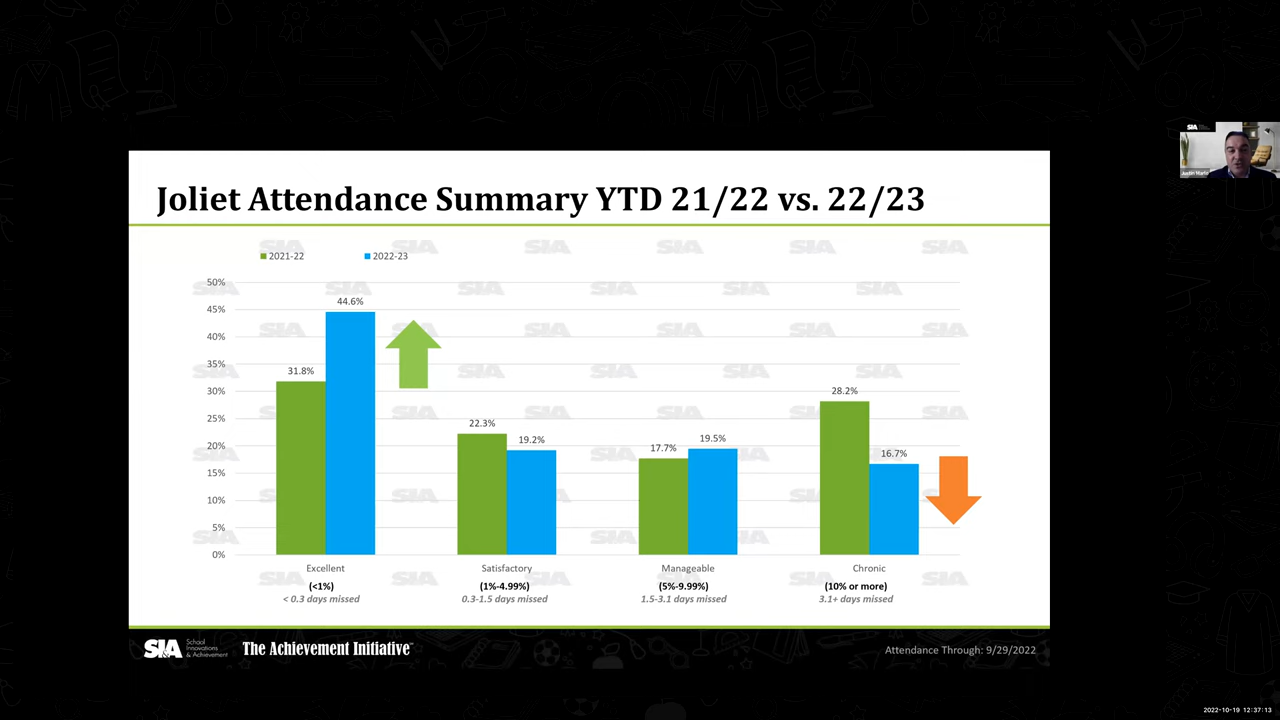 Joliet Attendance Summary YTD 21/22 vs. 22/23
2021-22 2022-23
50%
45%
40%
35%
30%
25%
20%
15%
10%
5%
0%
31.8% 44.6%
22.3% 19.2%
17.7% 19.5%
28.2% 16.7%
Excellent Satisfactory Manageable Chronic
(<1%) (1%-4.99%) (5%-9.99%) (10% or more)
< 0.3 days missed 0.3-1.5 days missed 1.5-3.1 days missed 3.1+ days missed
SIA School
Innovations
& Achievement
The Achievement Initiative
Attendance Through: 9/29/2022
SIA
Justin
2022-10-19 12:37:13